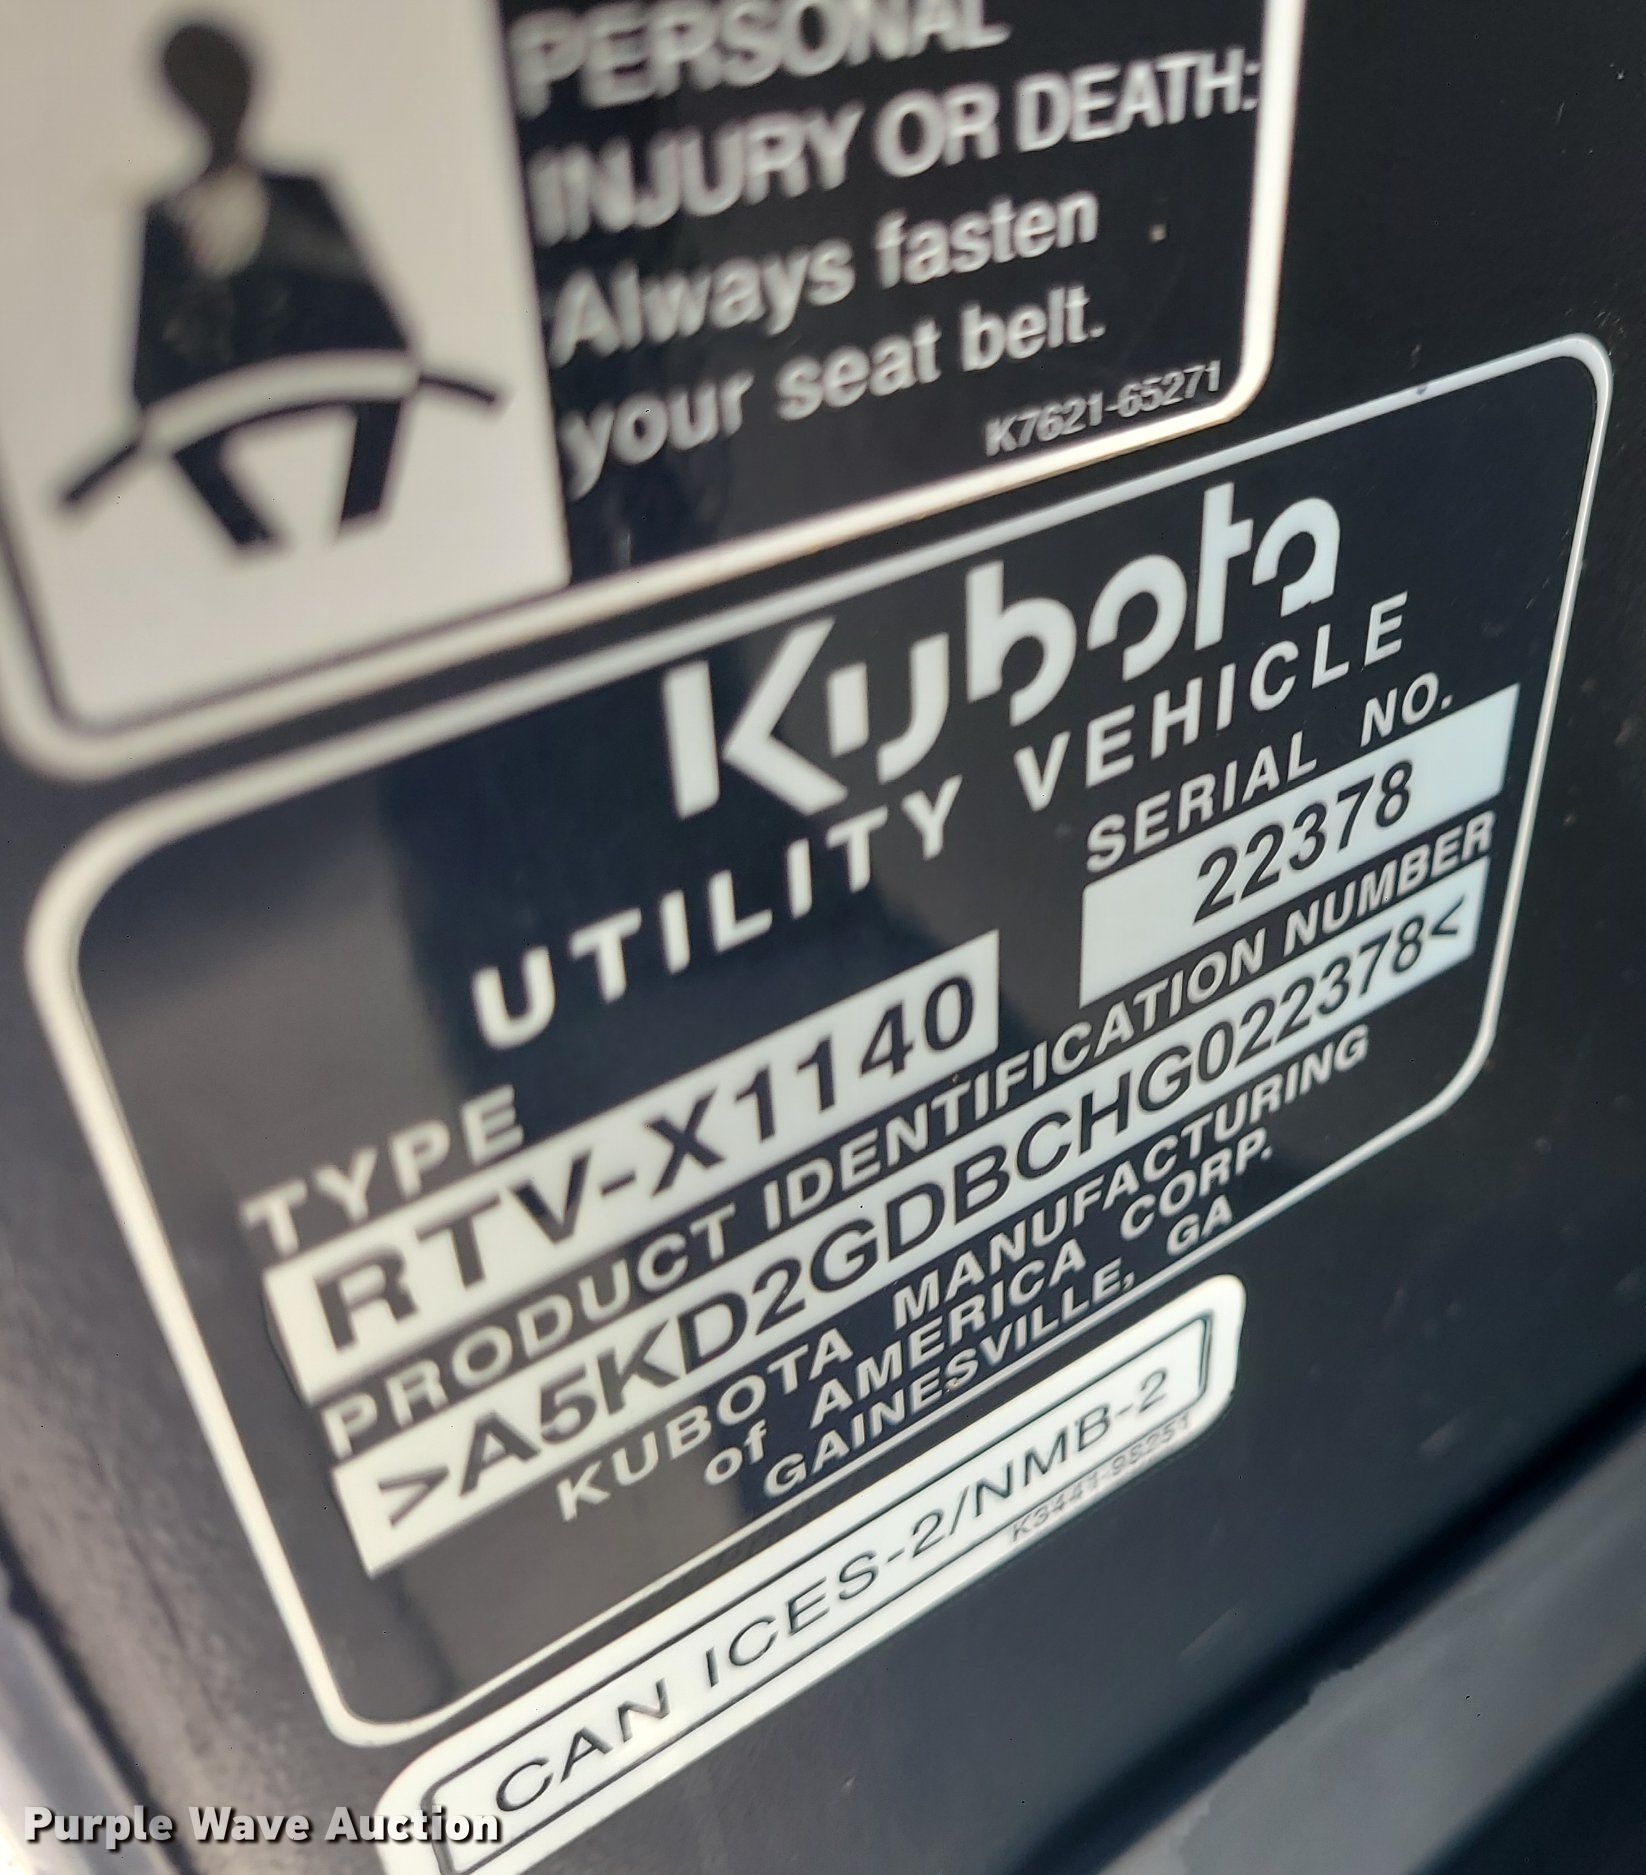 PERSONAL
INJURY OR DEATH:
Always fasten
your seat belt.
K7621-65271
Kubota
UTILITY VEHICLE
SERIAL NO.
22378
TYPE
RTV-X1140
PRODUCT IDENTIFICATION NUMBER
>A5KD2GDBCHG022378<
KUBOTA MANUFACTURING
of AMERICA CORP.
GAINESVILLE, GA
CAN ICES-2/NMB-2
K3441-98251
Purple Wave Auction